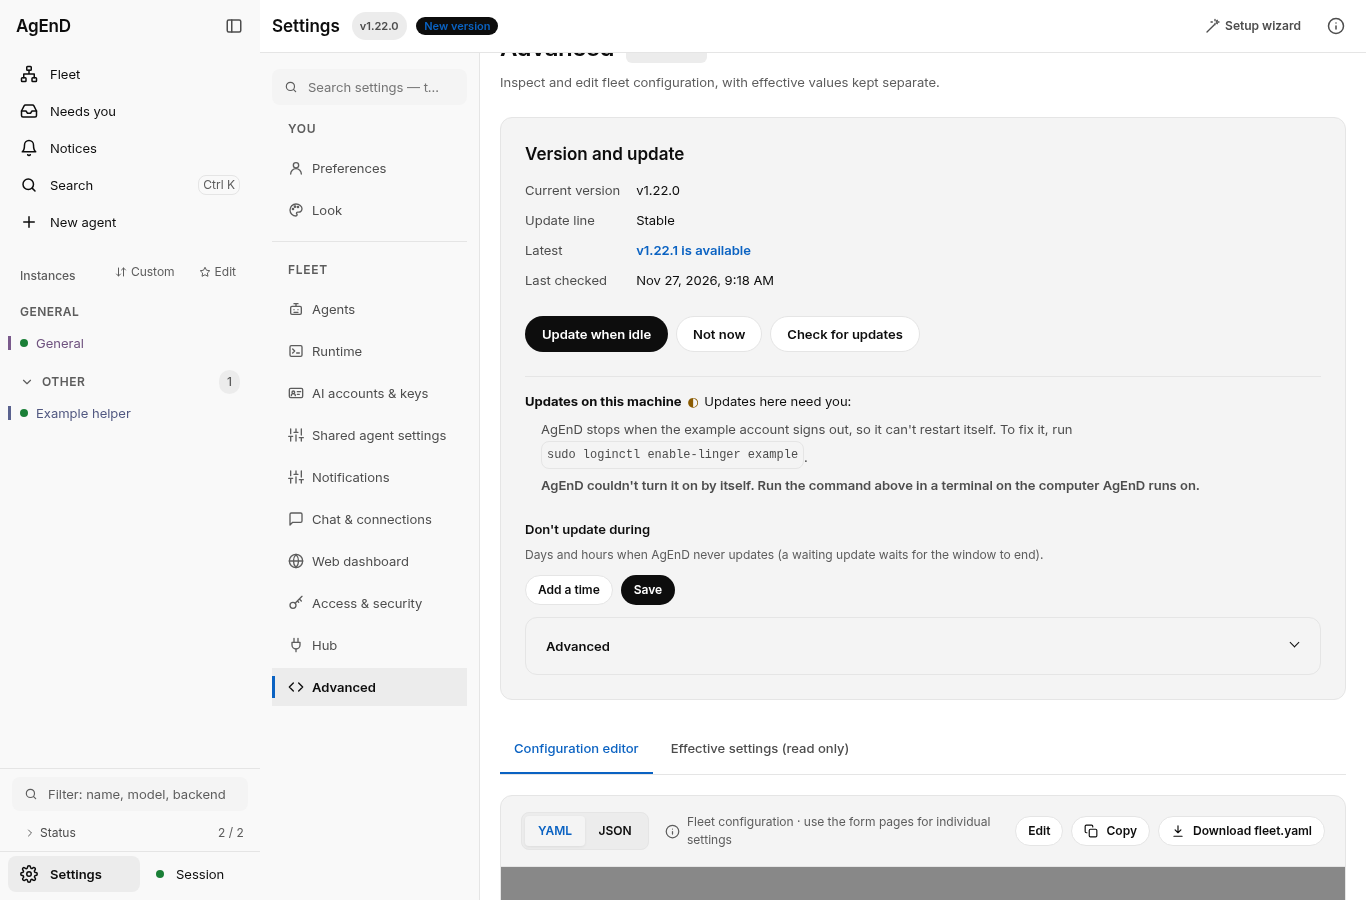 AgEnD
Fleet
Needs you
Notices
Search
Ctrl K
New agent
Instances
Custom
Edit
GENERAL
General
OTHER
1
Example helper
Filter: name, model, backend
Status
2 / 2
Settings
Session
Settings
v1.22.0
New version
Setup wizard
Search settings — t...
YOU
Preferences
Look
FLEET
Agents
Runtime
AI accounts & keys
Shared agent settings
Notifications
Chat & connections
Web dashboard
Access & security
Hub
Advanced
Advanced
Inspect and edit fleet configuration, with effective values kept separate.
Version and update
Current version v1.22.0
Update line Stable
Latest v1.22.1 is available
Last checked Nov 27, 2026, 9:18 AM
Update when idle
Not now
Check for updates
Updates on this machine Updates here need you:
AgEnD stops when the example account signs out, so it can't restart itself. To fix it, run
sudo loginctl enable-linger example.
AgEnD couldn't turn it on by itself. Run the command above in a terminal on the computer AgEnD runs on.
Don't update during
Days and hours when AgEnD never updates (a waiting update waits for the window to end).
Add a time
Save
Advanced
Configuration editor
Effective settings (read only)
YAML
JSON
Fleet configuration · use the form pages for individual
settings
Edit
Copy
Download fleet.yaml